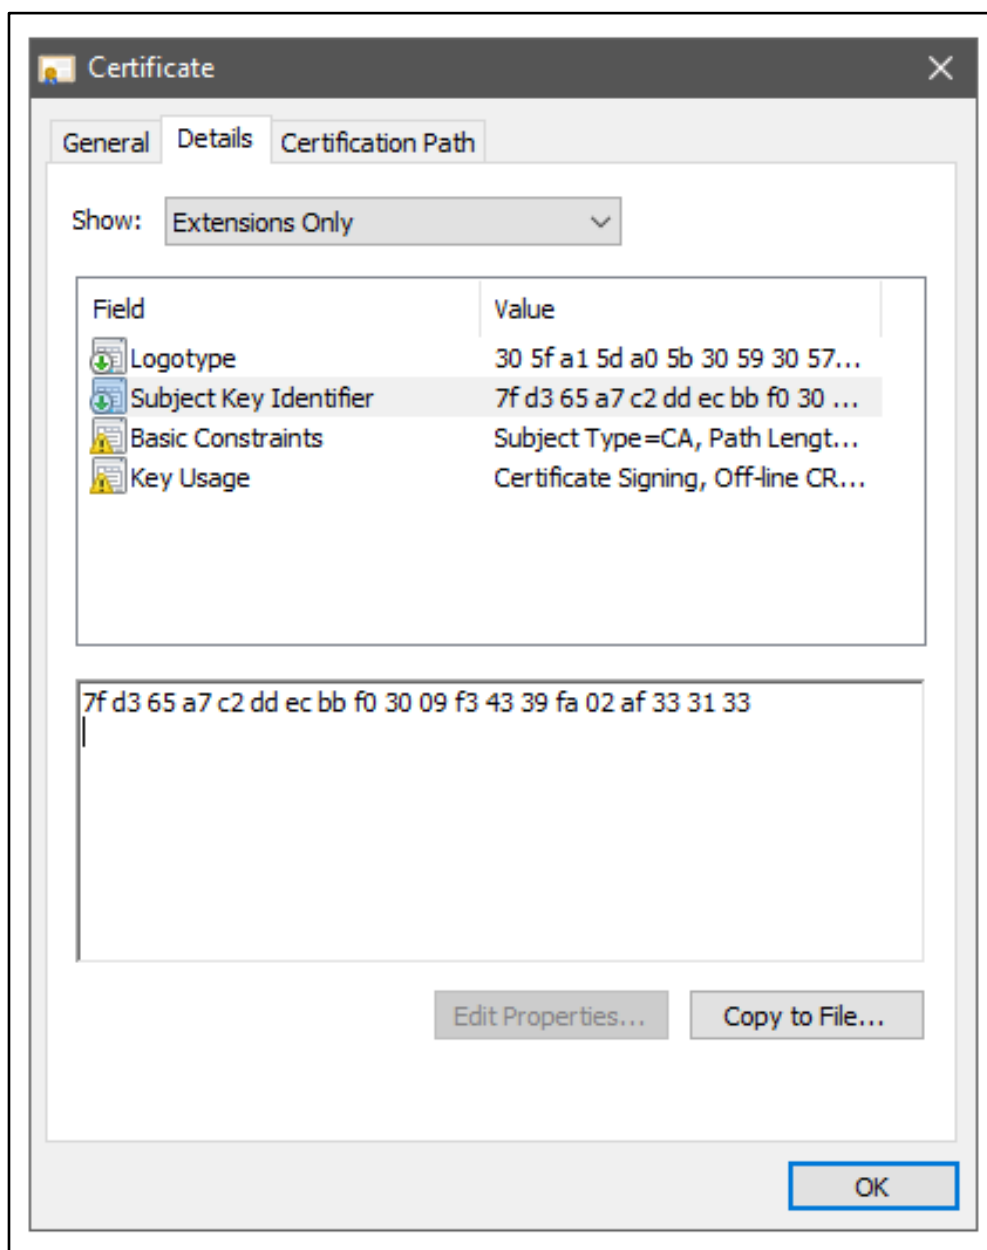 Certificate
General Details Certification Path
Show: Extensions Only
Field Value
Logotype 30 5f a1 5d a0 5b 30 59 30 57...
Subject Key Identifier 7f d3 65 a7 c2 dd ec bb f0 30 ...
Basic Constraints Subject Type=CA, Path Lengt...
Key Usage Certificate Signing, Off-line CR...
7f d3 65 a7 c2 dd ec bb f0 30 09 f3 43 39 fa 02 af 33 31 33
Edit Properties... Copy to File...
OK